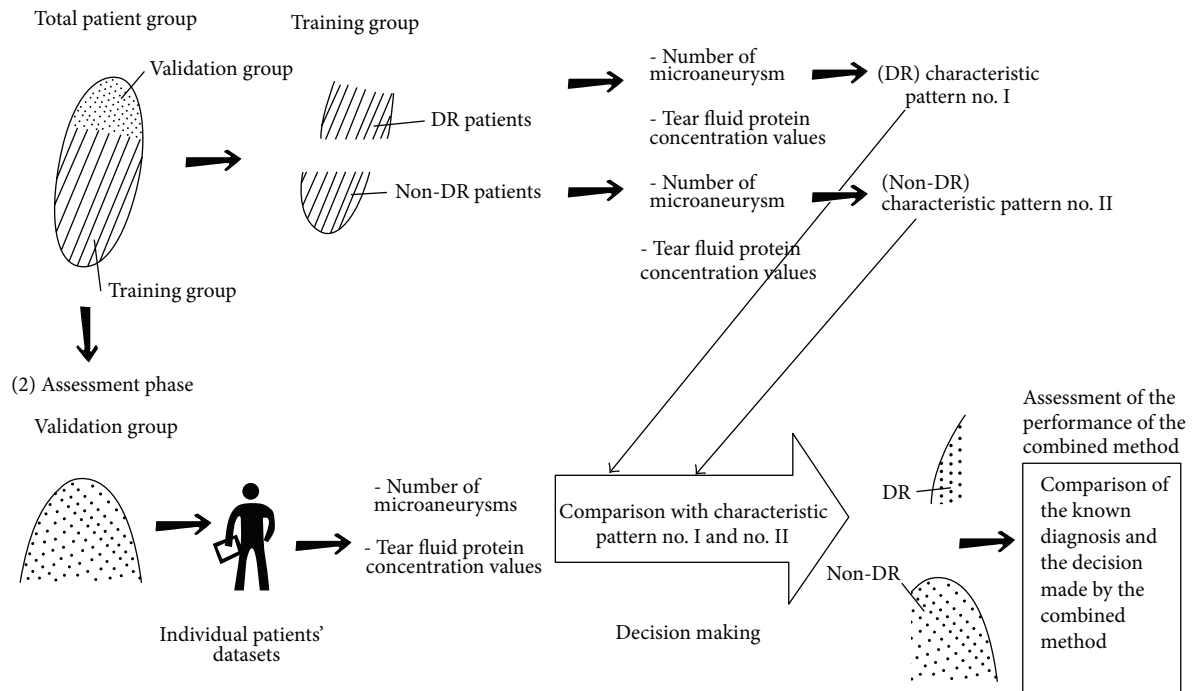 Total patient group
Validation group
Training group
Training group
DR patients
Non-DR patients
- Number of
microaneurysm
- Tear fluid protein
concentration values
(DR) characteristic
pattern no. I
- Number of
microaneurysm
- Tear fluid protein
concentration values
(Non-DR)
characteristic pattern no. II
(2) Assessment phase
Validation group
Individual patients'
datasets
- Number of
microaneurysms
- Tear fluid protein
concentration values
Comparison with characteristic
pattern no. I and no. II
Decision making
DR
Non-DR
Assessment of the
performance of the
combined method
Comparison of
the known
diagnosis and
the decision
made by the
combined
method